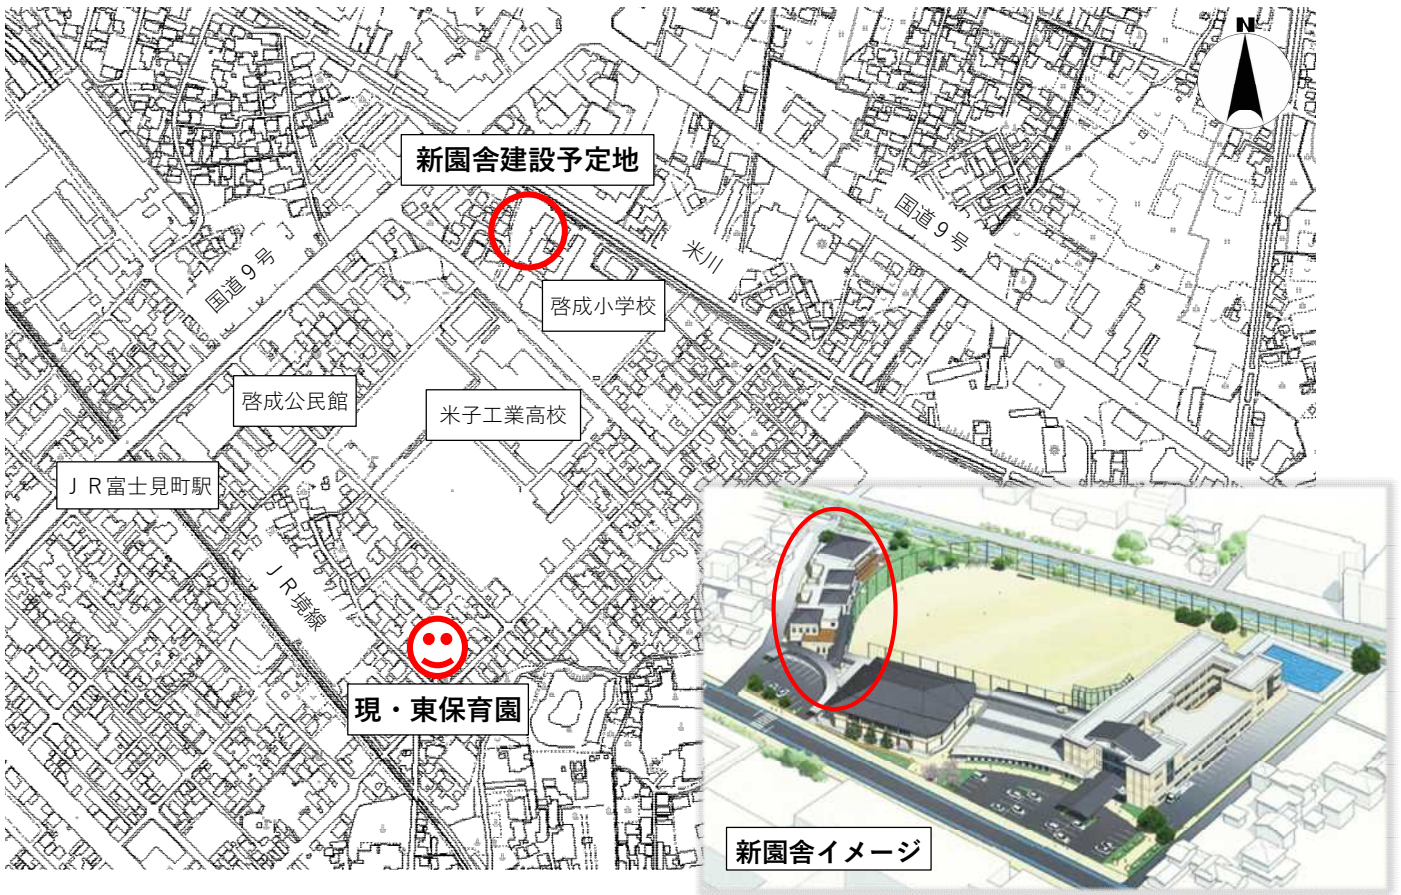 N
新園舎建設予定地
国道９号
米川
国道９号
啓成小学校
啓成公民館
米子工業高校
ＪＲ富士見町駅
ＪＲ境線
現・東保育園
新園舎イメージ